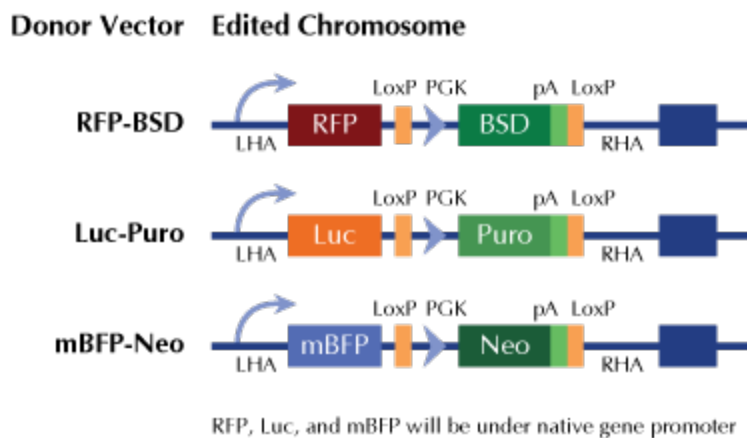 Donor Vector Edited Chromosome
LoxP PGK pA LoxP
RFP-BSD RFP BSD
LHA RHA
LoxP PGK pA LoxP
Luc-Puro Luc Puro
LHA RHA
LoxP PGK pA LoxP
mBFP-Neo mBFP Neo
LHA RHA
RFP, Luc, and mBFP will be under native gene promoter